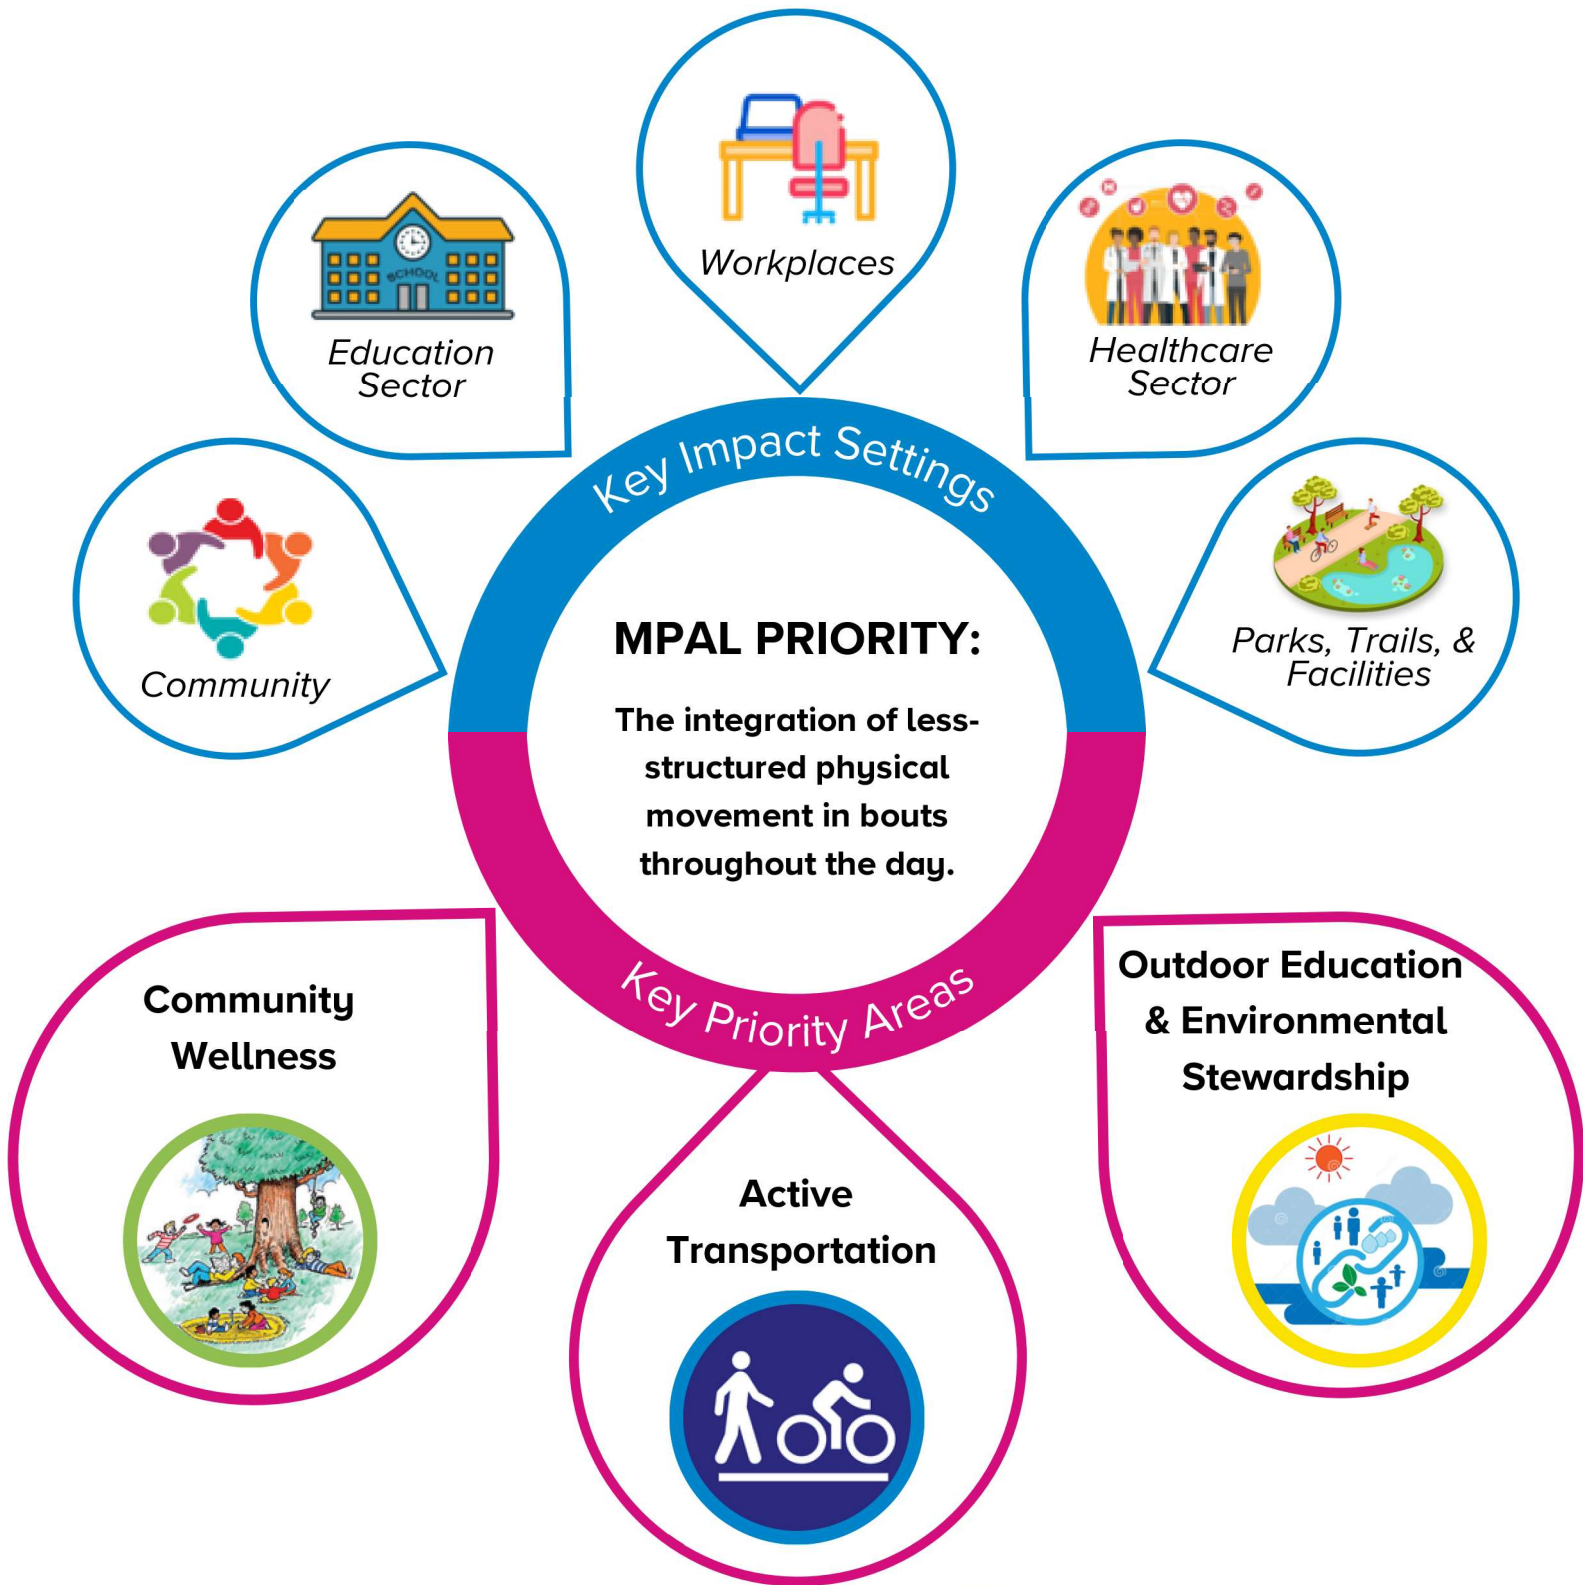 Workplaces
SCHOOL
Education
Sector
Healthcare
Sector
Key Impact Settings
Community
Parks, Trails, &
Facilities
MPAL PRIORITY:
The integration of less-
structured physical
movement in bouts
throughout the day.
Key Priority Areas
Community
Wellness
Active
Transportation
Outdoor Education
& Environmental
Stewardship